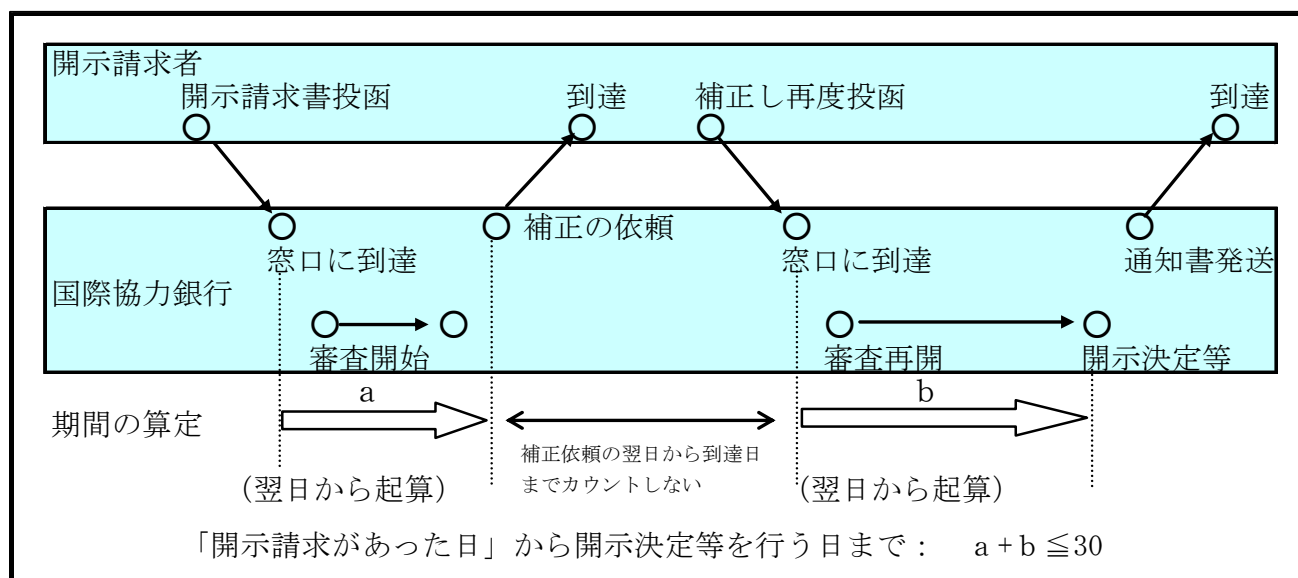 開示請求者
開示請求書投函
到達
補正し再度投函
到達
補正の依頼
窓口に到達
窓口に到達
通知書発送
国際協力銀行
審査開始
審査再開
開示決定等
a
b
期間の算定
補正依頼の翌日から到達日
までカウントしない
(翌日から起算)
(翌日から起算)
「開示請求があった日」から開示決定等を行う日まで： a+b≦30